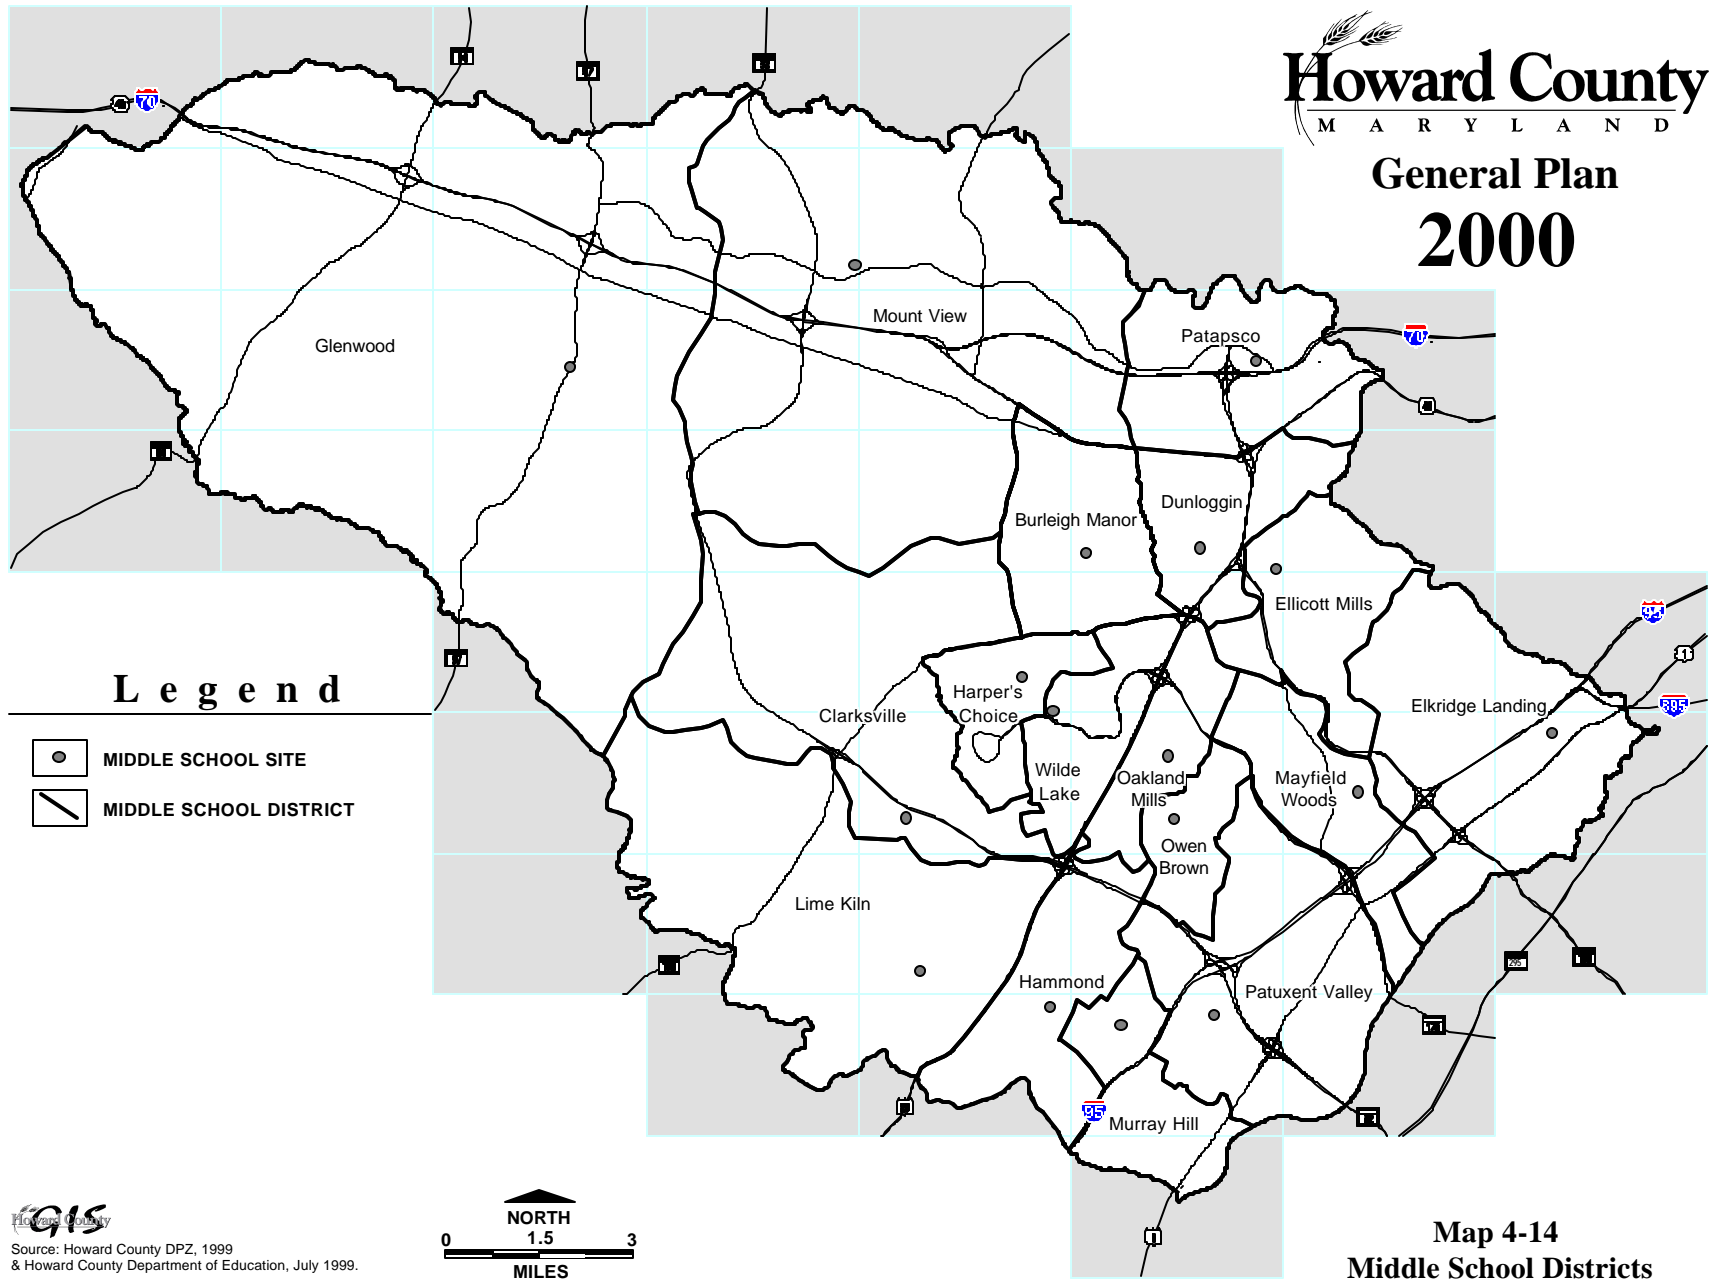 Howard County
MARYLAND
General Plan
2000
70
Mount View
Patapsco
70
Glenwood
Dunloggin
Burleigh Manor
Ellicott Mills
95
1
Legend
Harper's
Choice
Elkridge Landing
895
Clarksville
MIDDLE SCHOOL SITE
Wilde
Lake
Oakland
Mills
Mayfield
Woods
MIDDLE SCHOOL DISTRICT
Owen
Brown
Lime Kiln
295
Hammond
Patuxent Valley
95
Murray Hill
1
Howard County
GIS
Source: Howard County DPZ, 1999
& Howard County Department of Education, July 1999.
NORTH
0 1.5 3
MILES
Map 4-14
Middle School Districts